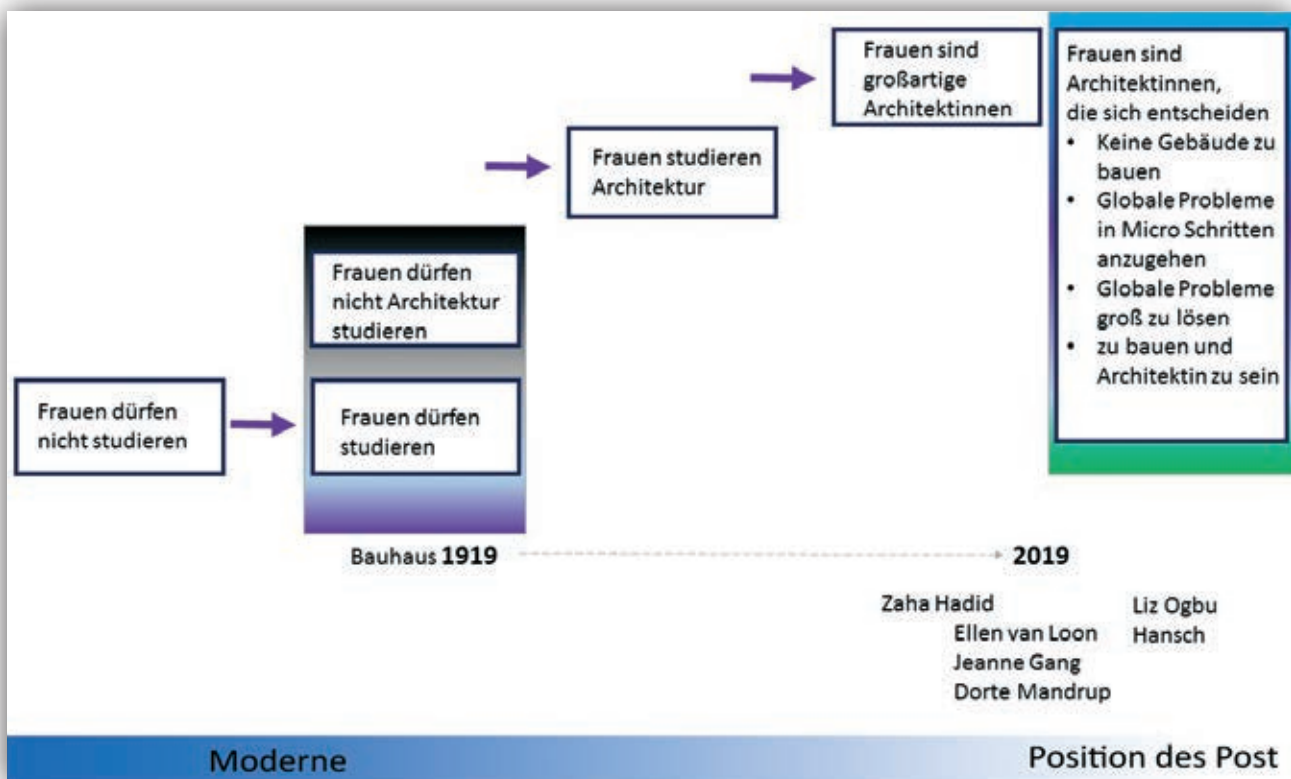 Frauen dürfen
nicht studieren
Frauen dürfen
nicht Architektur
studieren
Frauen dürfen
studieren
Frauen studieren
Architektur
Frauen sind
großartige
Architektinnen
Frauen sind
Architektinnen,
die sich entscheiden
• Keine Gebäude zu
bauen
• Globale Probleme
in Micro Schritten
anzugehen
• Globale Probleme
groß zu lösen
• zu bauen und
Architektin zu sein
Bauhaus 1919
2019
Zaha Hadid
Ellen van Loon
Jeanne Gang
Dorte Mandrup
Liz Ogbu
Hansch
Moderne
Position des Post